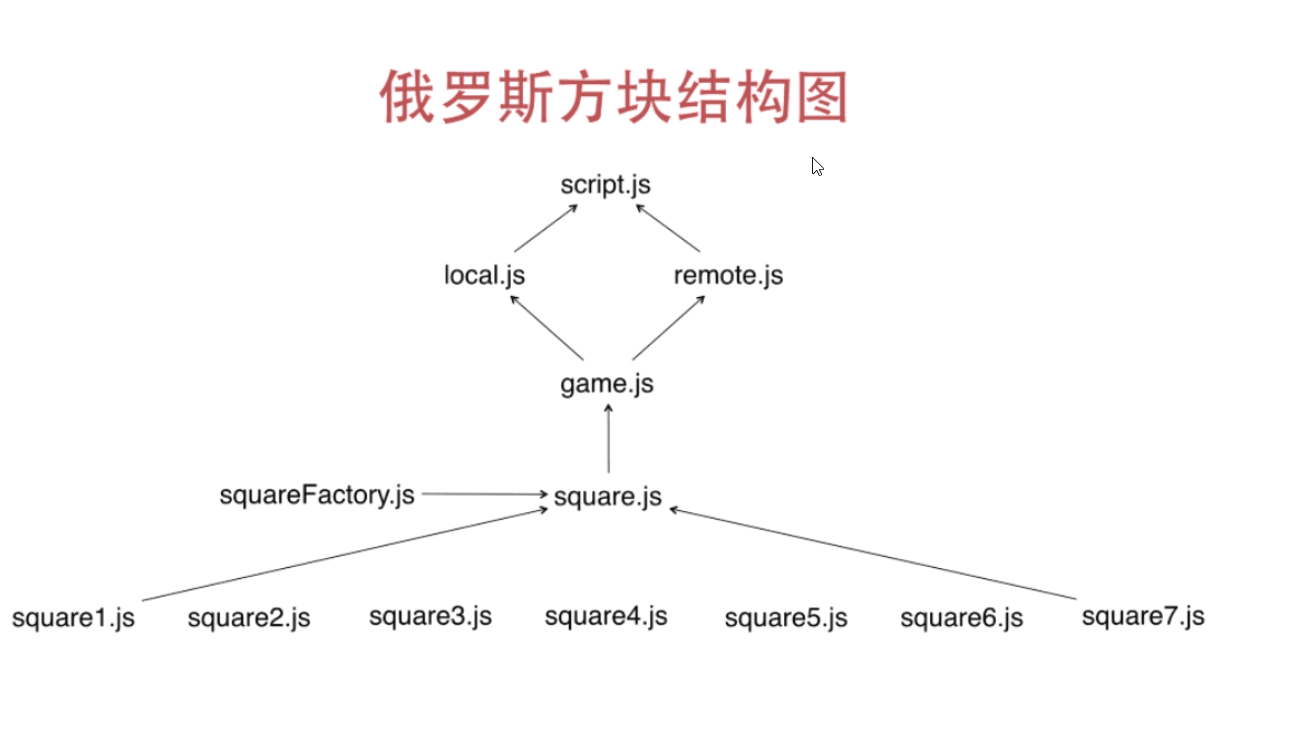 俄罗斯方块结构图
script.js
local.js remote.js
game.js
squareFactory.js square.js
square1.js square2.js square3.js square4.js square5.js square6.js square7.js